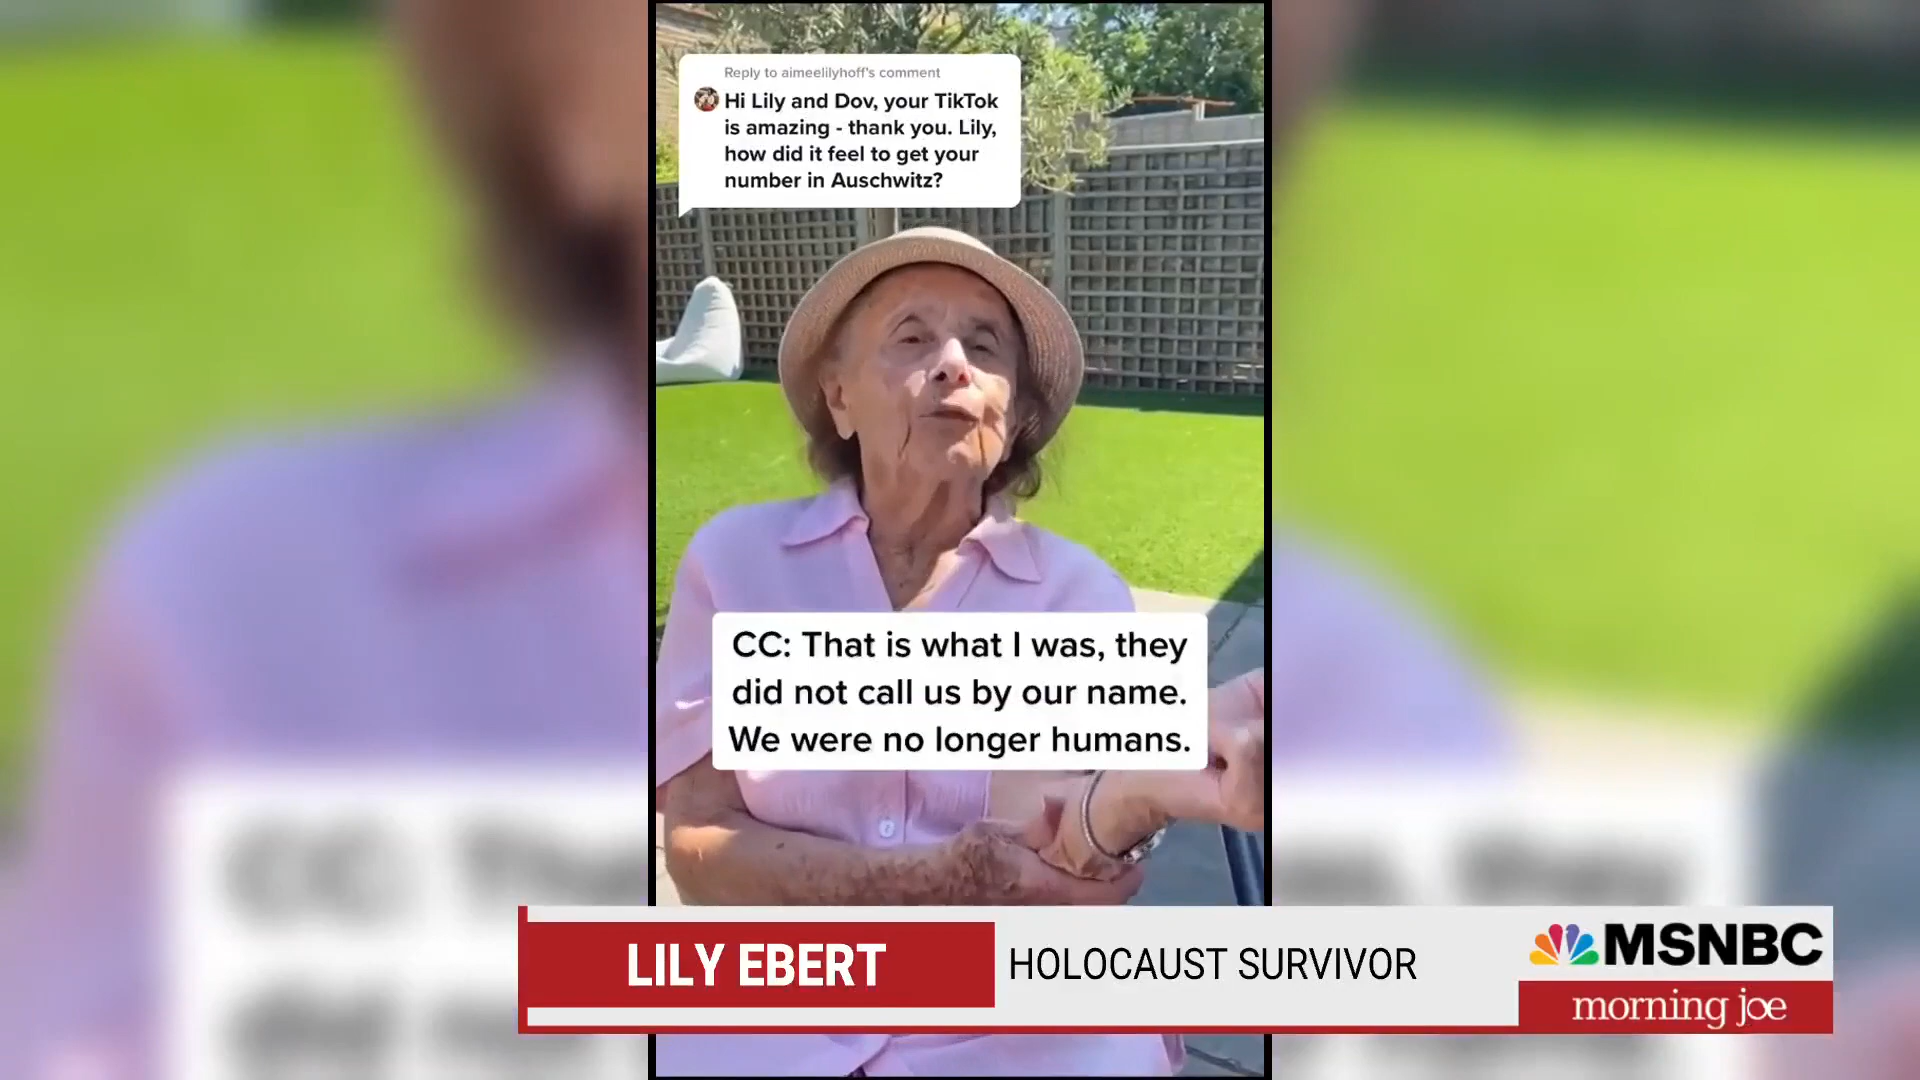 Reply to aimeelilyhoff's comment
Hi Lily and Dov, your TikTok
is amazing - thank you. Lily,
how did it feel to get your
number in Auschwitz?
CC: That is what I was, they
did not call us by our name.
We were no longer humans.
LILY EBERT
HOLOCAUST SURVIVOR
MSNBC
morning joe